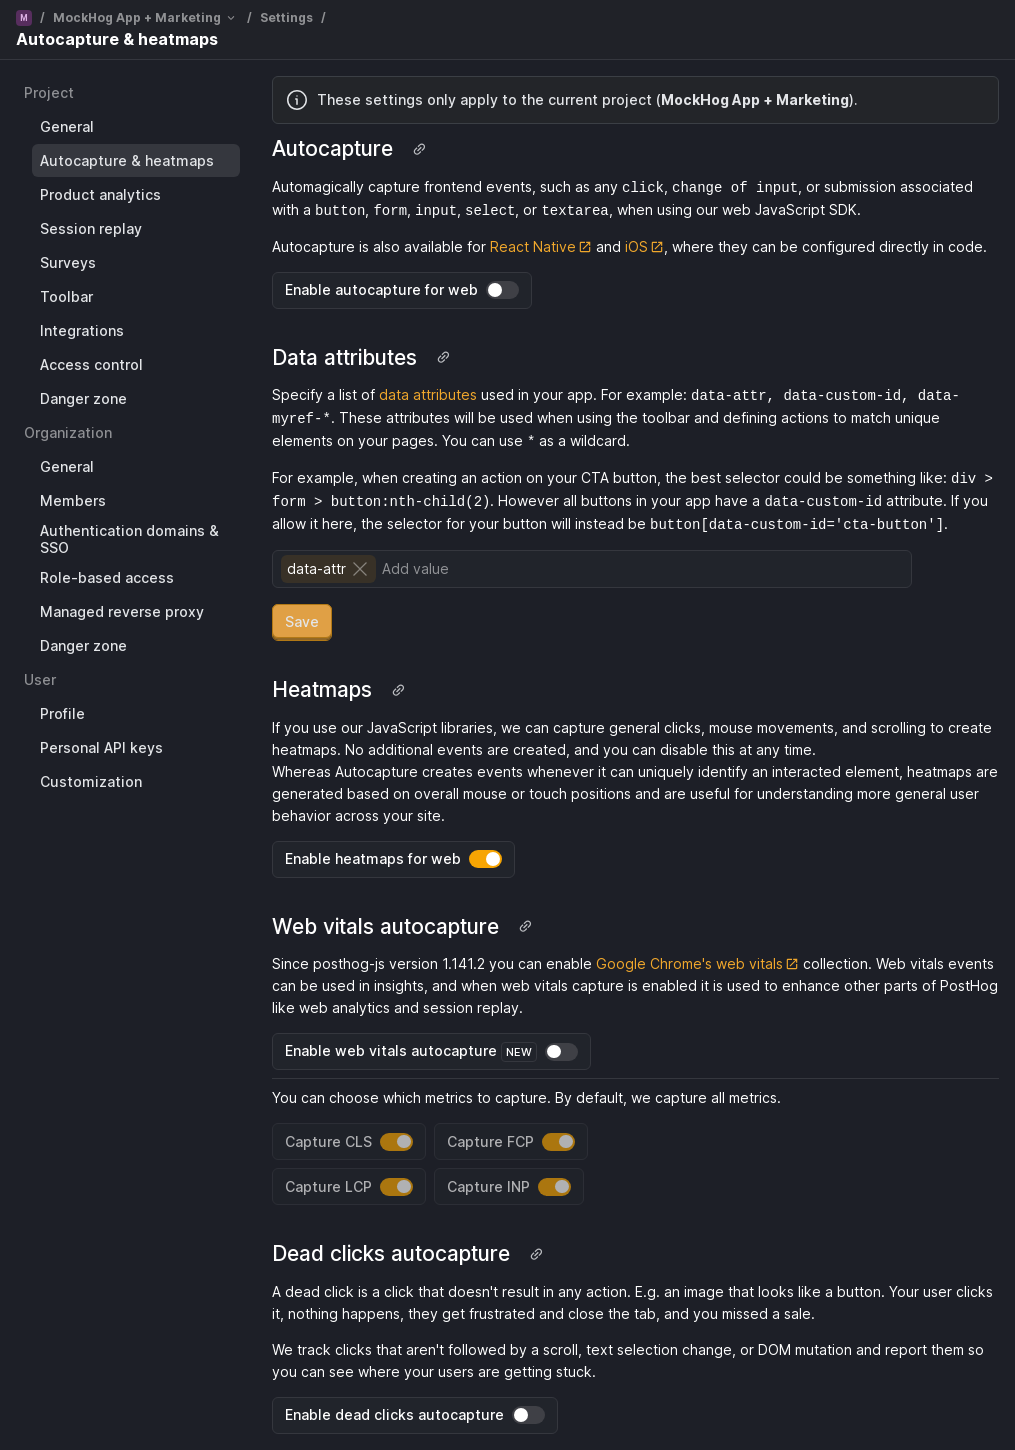 M / MockHog App + Marketing / Settings /
Autocapture & heatmaps
Project
General
Autocapture & heatmaps
Product analytics
Session replay
Surveys
Toolbar
Integrations
Access control
Danger zone
Organization
General
Members
Authentication domains &
SSO
Role-based access
Managed reverse proxy
Danger zone
User
Profile
Personal API keys
Customization
These settings only apply to the current project (MockHog App + Marketing).
Autocapture
Automagically capture frontend events, such as any click, change of input, or submission associated
with a button, form, input, select, or textarea, when using our web JavaScript SDK.
Autocapture is also available for React Native and iOS, where they can be configured directly in code.
Enable autocapture for web
Data attributes
Specify a list of data attributes used in your app. For example: data-attr, data-custom-id, data-
myref-*. These attributes will be used when using the toolbar and defining actions to match unique
elements on your pages. You can use * as a wildcard.
For example, when creating an action on your CTA button, the best selector could be something like: div >
form > button:nth-child(2). However all buttons in your app have a data-custom-id attribute. If you
allow it here, the selector for your button will instead be button[data-custom-id='cta-button'].
data-attr Add value
Save
Heatmaps
If you use our JavaScript libraries, we can capture general clicks, mouse movements, and scrolling to create
heatmaps. No additional events are created, and you can disable this at any time.
Whereas Autocapture creates events whenever it can uniquely identify an interacted element, heatmaps are
generated based on overall mouse or touch positions and are useful for understanding more general user
behavior across your site.
Enable heatmaps for web
Web vitals autocapture
Since posthog-js version 1.141.2 you can enable Google Chrome's web vitals collection. Web vitals events
can be used in insights, and when web vitals capture is enabled it is used to enhance other parts of PostHog
like web analytics and session replay.
Enable web vitals autocapture NEW
You can choose which metrics to capture. By default, we capture all metrics.
Capture CLS Capture FCP
Capture LCP Capture INP
Dead clicks autocapture
A dead click is a click that doesn't result in any action. E.g. an image that looks like a button. Your user clicks
it, nothing happens, they get frustrated and close the tab, and you missed a sale.
We track clicks that aren't followed by a scroll, text selection change, or DOM mutation and report them so
you can see where your users are getting stuck.
Enable dead clicks autocapture